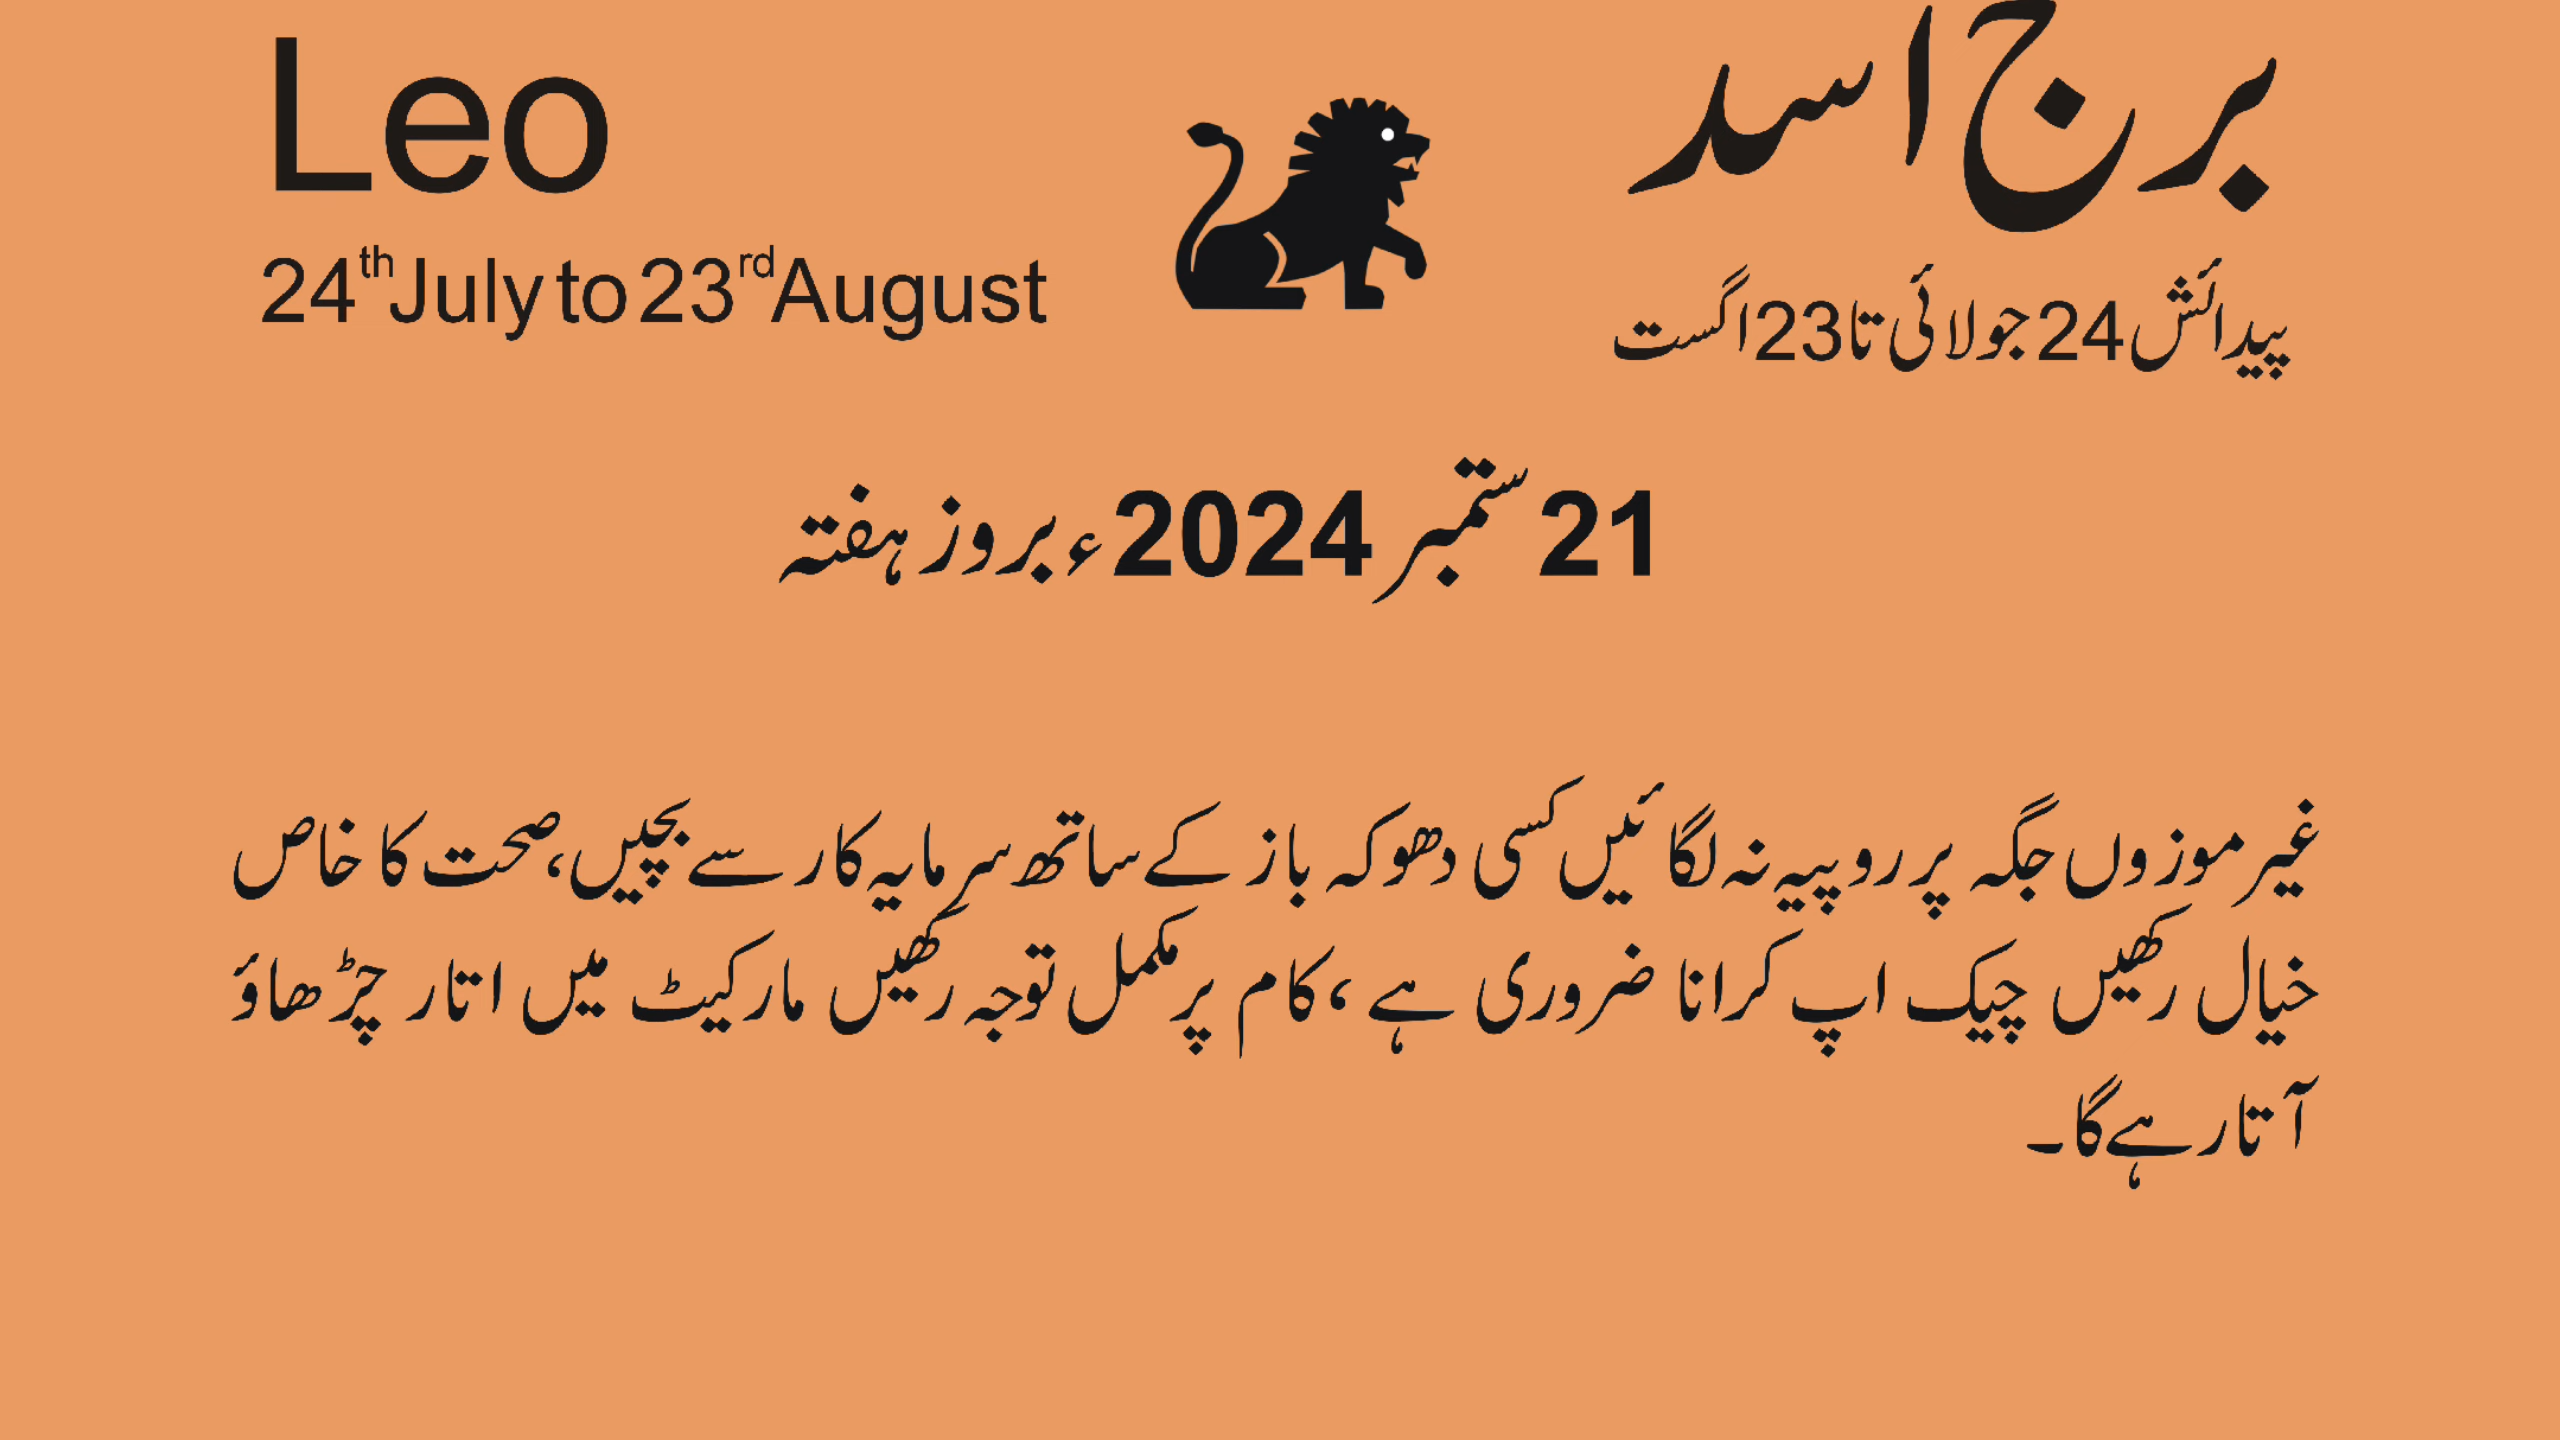 Leo
برج اسد
24th July to 23rd August
پیدائش 24 جولائی تا 23 اگست
21 ستمبر 2024ء بروز ہفتہ
غیر موزوں جگہ پر روپیہ نہ لگائیں کسی دھوکہ باز کے ساتھ سرمایہ کار سے بچیں، صحت کا خاص
خیال رکھیں چیک اپ کرانا ضروری ہے ، کام پر مکمل توجہ رکھیں مارکیٹ میں اتار چڑھاؤ
آتا رہے گا۔